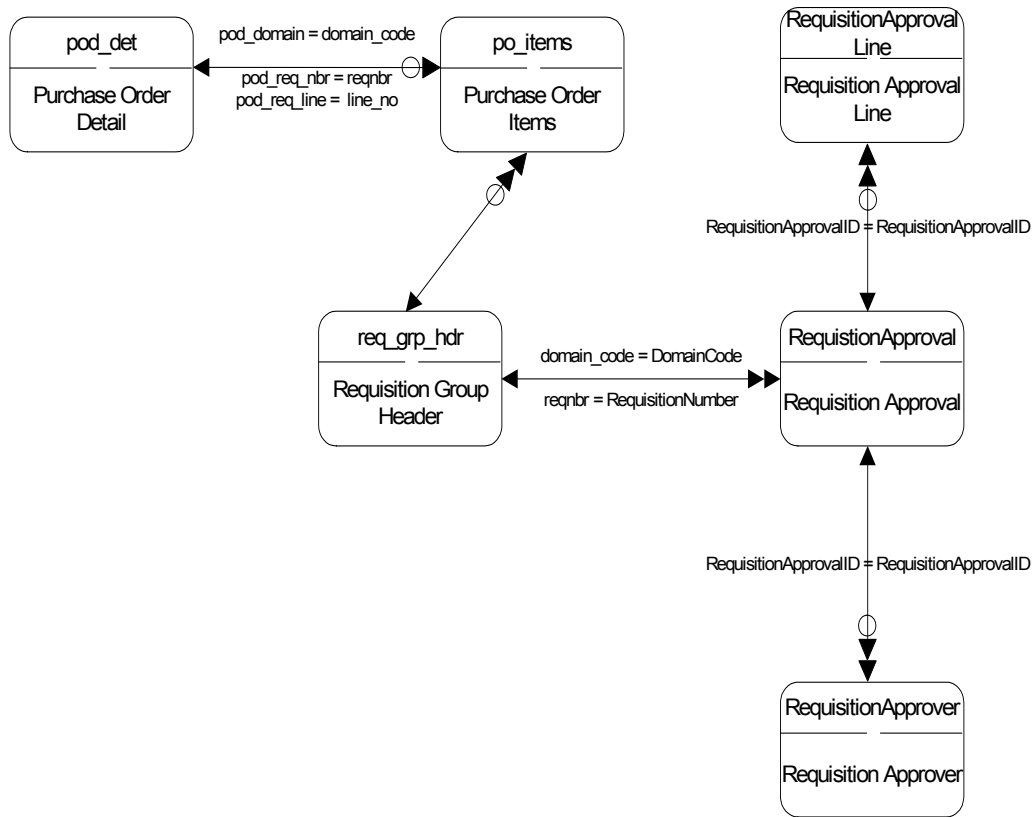 pod_det
Purchase Order
Detail
pod_domain = domain_code
pod_req_nbr = reqnbr
pod_req_line = line_no
po_items
Purchase Order
Items
RequisitionApproval
Line
Requisition Approval
Line
RequisitionApprovalID = RequisitionApprovalID
req_grp_hdr
Requisition Group
Header
domain_code = DomainCode
reqnbr = RequisitionNumber
RequistionApproval
Requisition Approval
RequisitionApprovalID = RequisitionApprovalID
RequisitionApprover
Requisition Approver